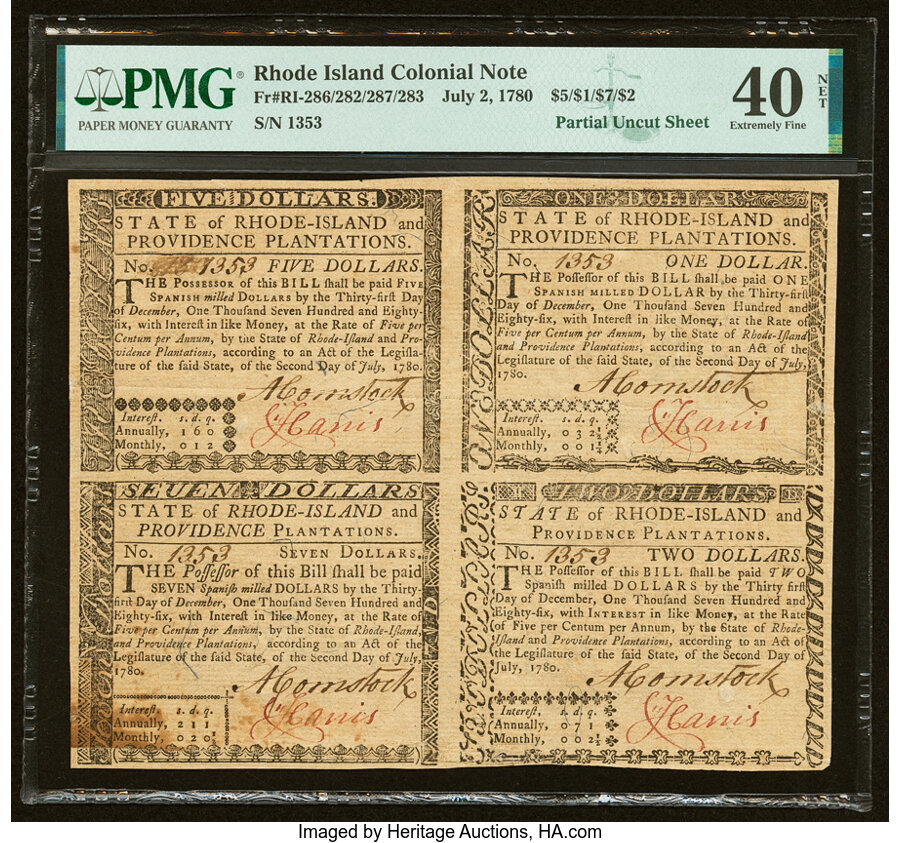 PMG®
PAPER MONEY GUARANTY
Rhode Island Colonial Note
Fr#RI-286/282/287/283 July 2, 1780 $5/$1/$7/$2
S/N 1353
Partial Uncut Sheet
40
NET
Extremely Fine
FIVE DOLLARS.
STATE of RHODE-ISLAND and
PROVIDENCE PLANTATIONS.
No. 1353 FIVE DOLLARS.
THE POSSESSOR of this BILL ſhall be paid FIVE
SPANISH milled DOLLARS by the Thirty-firſt Day
of December, One Thouſand Seven Hundred and Eighty-
ſix, with Intereſt in like Money, at the Rate of Five per
Centum per Annum, by the State of Rhode-Iſland and Pro-
vidence Plantations, according to an Act of the Legiſla-
ture of the ſaid State, of the Second Day of July, 1780.
AComstock
JHarris
Intereſt. s. d. q.
Annually, 1 6 0
Monthly, 0 1 2
ONE DOLLAR
ONE DOLLAR
STATE of RHODE-ISLAND and
PROVIDENCE PLANTATIONS.
No. 1353 ONE DOLLAR.
THE POSSESSOR of this BILL ſhall be paid ONE
SPANISH MILLED DOLLAR by the Thirty-firſt
Day of December, One Thouſand Seven Hundred and
Eighty-ſix, with Intereſt in like Money, at the Rate of
Five per Centum per Annum, by the State of Rhode-Iſland
and Providence Plantations, according to an Act of the
Legiſlature of the ſaid State, of the Second Day of July,
1780.
AComstock
JHarris
Intereſt. s. d. q.
Annually, 0 3 2⅖
Monthly, 0 0 1
SEVEN DOLLARS
STATE of RHODE-ISLAND and
PROVIDENCE PLANTATIONS.
No. 1353 SEVEN DOLLARS.
THE Poſſeſſor of this Bill ſhall be paid
SEVEN Spaniſh milled DOLLARS by the Thirty-
firſt Day of December, One Thouſand Seven Hundred and
Eighty-ſix, with Intereſt in like Money, at the Rate of
Five per Centum per Annum, by the State of Rhode-Iſland,
and Providence Plantations, according to an Act of the
Legiſlature of the ſaid State, of the Second Day of July,
1780.
AComstock
JHarris
Intereſt. s. d. q.
Annually, 2 1 1
Monthly, 0 2 0
TWO DOLLARS
STATE of RHODE-ISLAND and
PROVIDENCE PLANTATIONS.
No. 1353 TWO DOLLARS.
THE Poſſeſſor of this BILL ſhall be paid TWO
Spaniſh milled DOLLARS by the Thirty firſt
Day of December, One Thouſand Seven Hundred and
Eighty-ſix, with INTEREST in like Money, at the Rate
of Five per Centum per Annum, by the State of Rhode-
Iſland and Providence Plantations, according to an Act of
the Legiſlature of the ſaid State, of the Second Day of
July, 1780.
AComstock
JHarris
Intereſt. s. d. q.
Annually, 0 7 1
Monthly, 0 0 2
Imaged by Heritage Auctions, HA.com